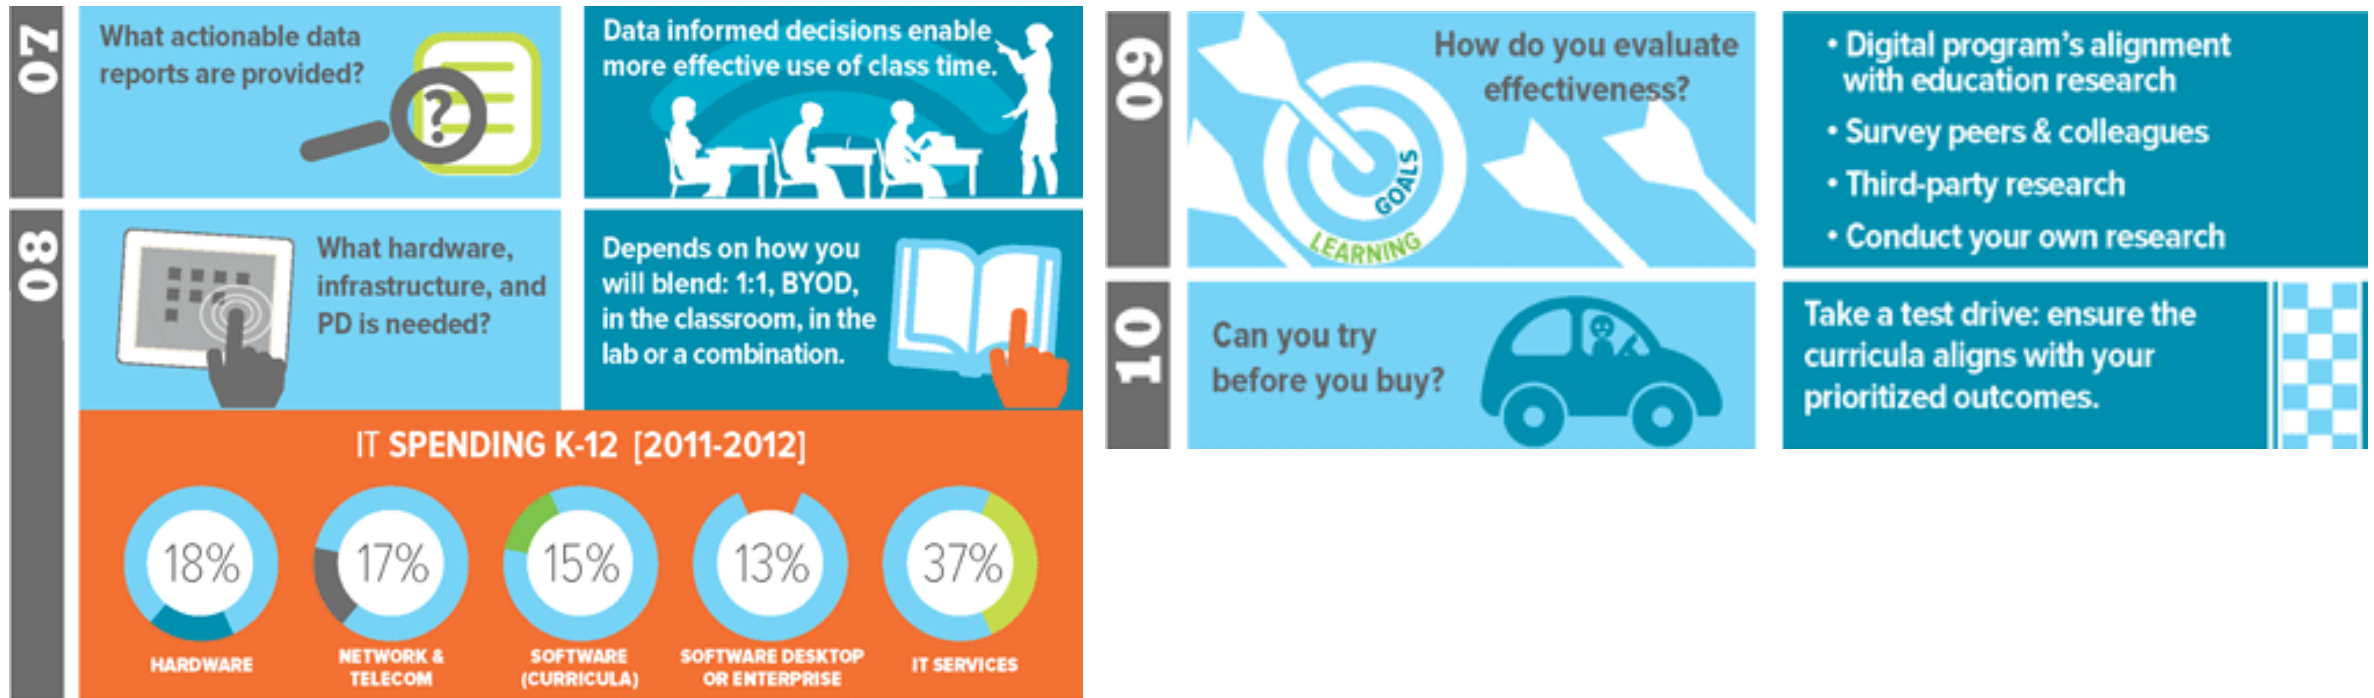 07
What actionable data
reports are provided?
?
Data informed decisions enable
more effective use of class time.
08
What hardware,
infrastructure, and
PD is needed?
Depends on how you
will blend: 1:1, BYOD,
in the classroom, in the
lab or a combination.
IT SPENDING K-12 [2011-2012]
18%
HARDWARE
17%
NETWORK &
TELECOM
15%
SOFTWARE
(CURRICULA)
13%
SOFTWARE DESKTOP
OR ENTERPRISE
37%
IT SERVICES
09
How do you evaluate
effectiveness?
GOALS
LEARNING
• Digital program's alignment
with education research
• Survey peers & colleagues
• Third-party research
• Conduct your own research
10
Can you try
before you buy?
Take a test drive: ensure the
curricula aligns with your
prioritized outcomes.